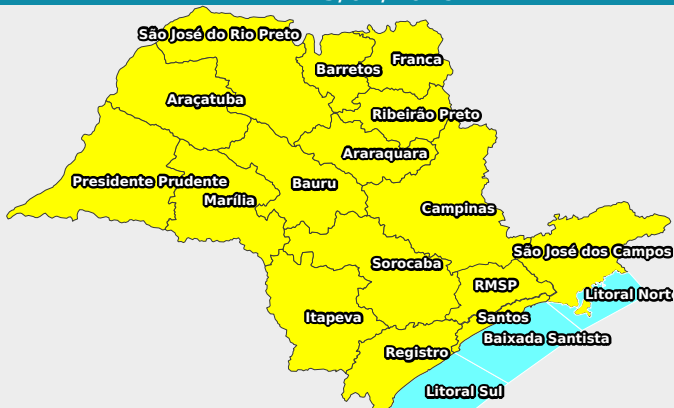 São José do Rio Preto
Franca
Barretos
Araçatuba
Ribeirão Preto
Araraquara
Presidente Prudente
Bauru
Marília
Campinas
São José dos Campos
Sorocaba
RMSP
Litoral Nort
Itapeva
Santos
Baixada Santista
Registro
Litoral Sul